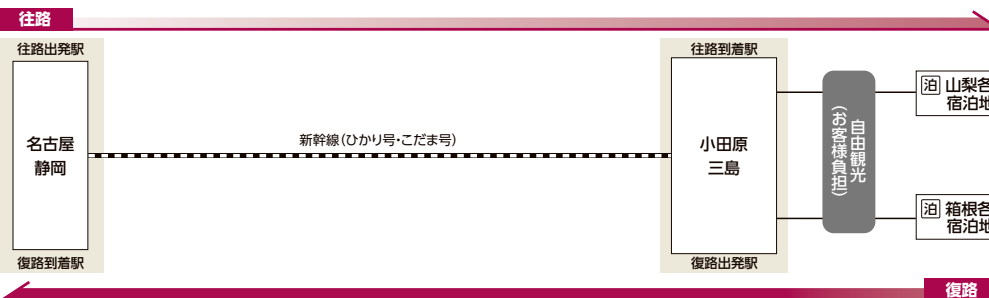 往路
往路出発駅
名古屋
静岡
復路到着駅
新幹線（ひかり号・こだま号）
往路到着駅
小田原
三島
復路出発駅
自由観光
（お客様負担）
泊 山梨各
宿泊地
泊 箱根各
宿泊地
復路